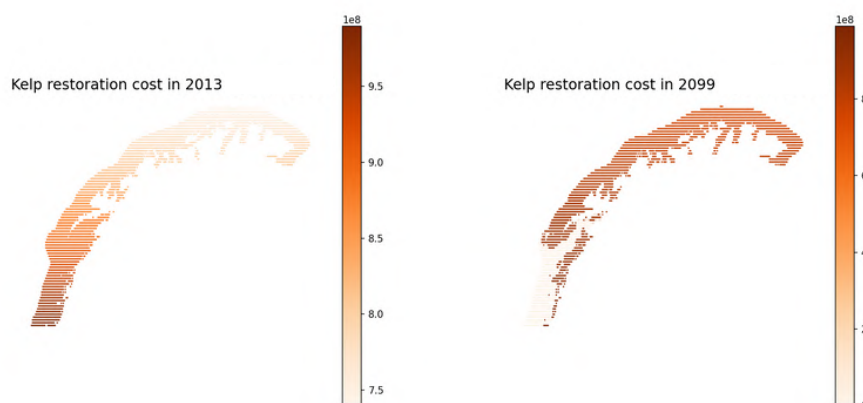 1e8
Kelp restoration cost in 2013
9.5
9.0
8.5
8.0
7.5
1e8
Kelp restoration cost in 2099